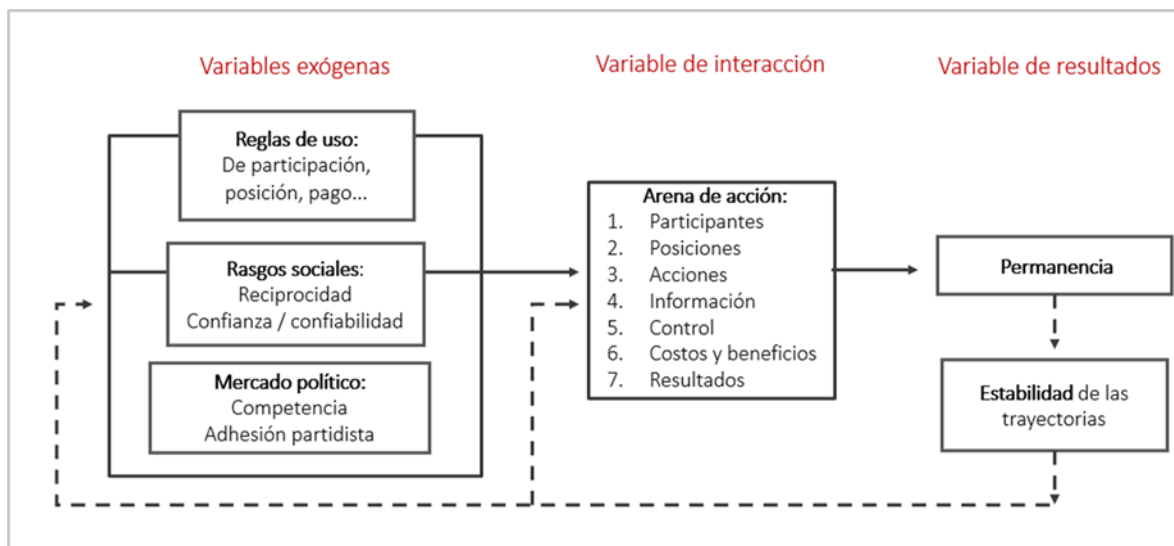 Variables exógenas
Reglas de uso:
De participación,
posición, pago...
Rasgos sociales:
Reciprocidad
Confianza / confiabilidad
Mercado político:
Competencia
Adhesión partidista
Variable de interacción
Arena de acción:
1. Participantes
2. Posiciones
3. Acciones
4. Información
5. Control
6. Costos y beneficios
7. Resultados
Variable de resultados
Permanencia
Estabilidad de las
trayectorias